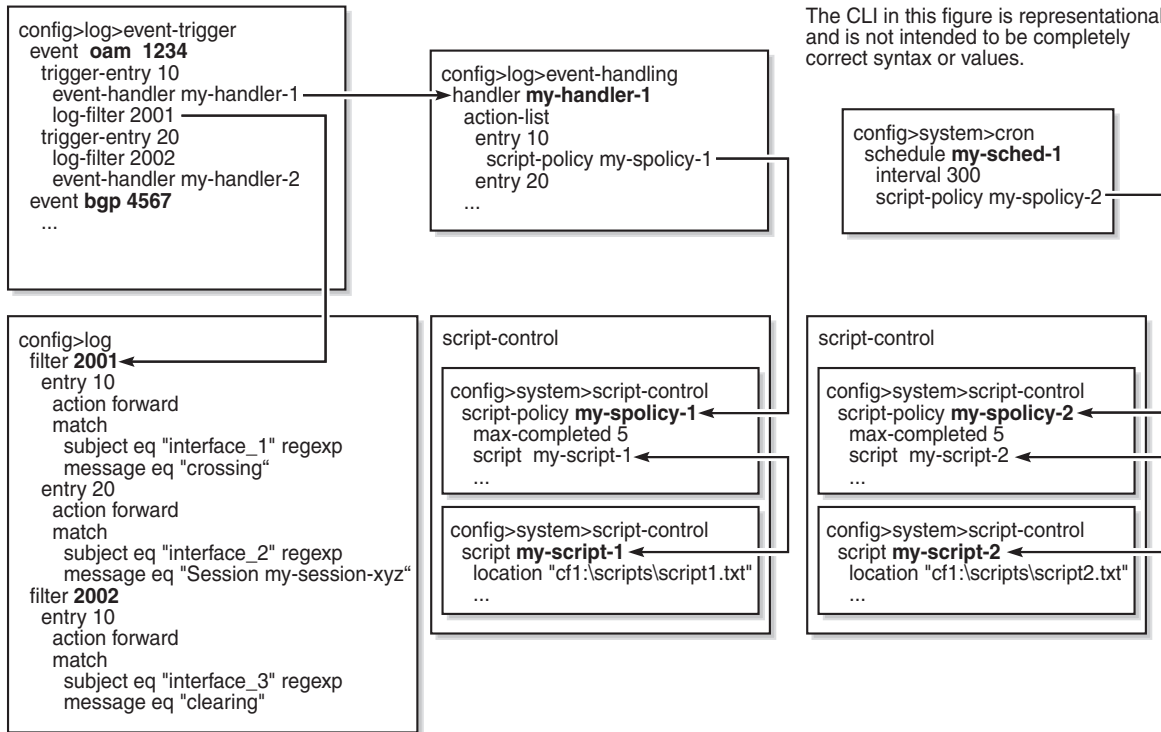 config>log>event-trigger
event oam 1234
trigger-entry 10
event-handler my-handler-1
log-filter 2001
trigger-entry 20
log-filter 2002
event-handler my-handler-2
event bgp 4567
...
config>log>event-handling
handler my-handler-1
action-list
entry 10
script-policy my-spolicy-1
entry 20
...
The CLI in this figure is representational
and is not intended to be completely
correct syntax or values.
config>system>cron
schedule my-sched-1
interval 300
script-policy my-spolicy-2
config>log
filter 2001
entry 10
action forward
match
subject eq "interface_1" regexp
message eq "crossing“
entry 20
action forward
match
subject eq "interface_2" regexp
message eq "Session my-session-xyz“
filter 2002
entry 10
action forward
match
subject eq "interface_3" regexp
message eq "clearing"
script-control
config>system>script-control
script-policy my-spolicy-1
max-completed 5
script my-script-1
...
config>system>script-control
script my-script-1
location "cf1:\scripts\script1.txt"
...
script-control
config>system>script-control
script-policy my-spolicy-2
max-completed 5
script my-script-2
...
config>system>script-control
script my-script-2
location "cf1:\scripts\script2.txt"
...